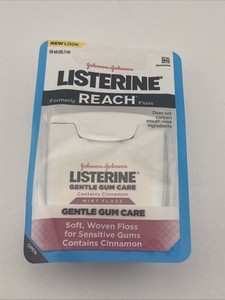 NEW LOOK
Johnson & Johnson
LISTERINE
Formerly REACH Floss
Does not
contain
mouth rinse
ingredients
Johnson & Johnson
LISTERINE
GENTLE GUM CARE
Contains Cinnamon
MINT FLOSS
GENTLE GUM CARE
Soft, Woven Floss
for Sensitive Gums
Contains Cinnamon
OPEN